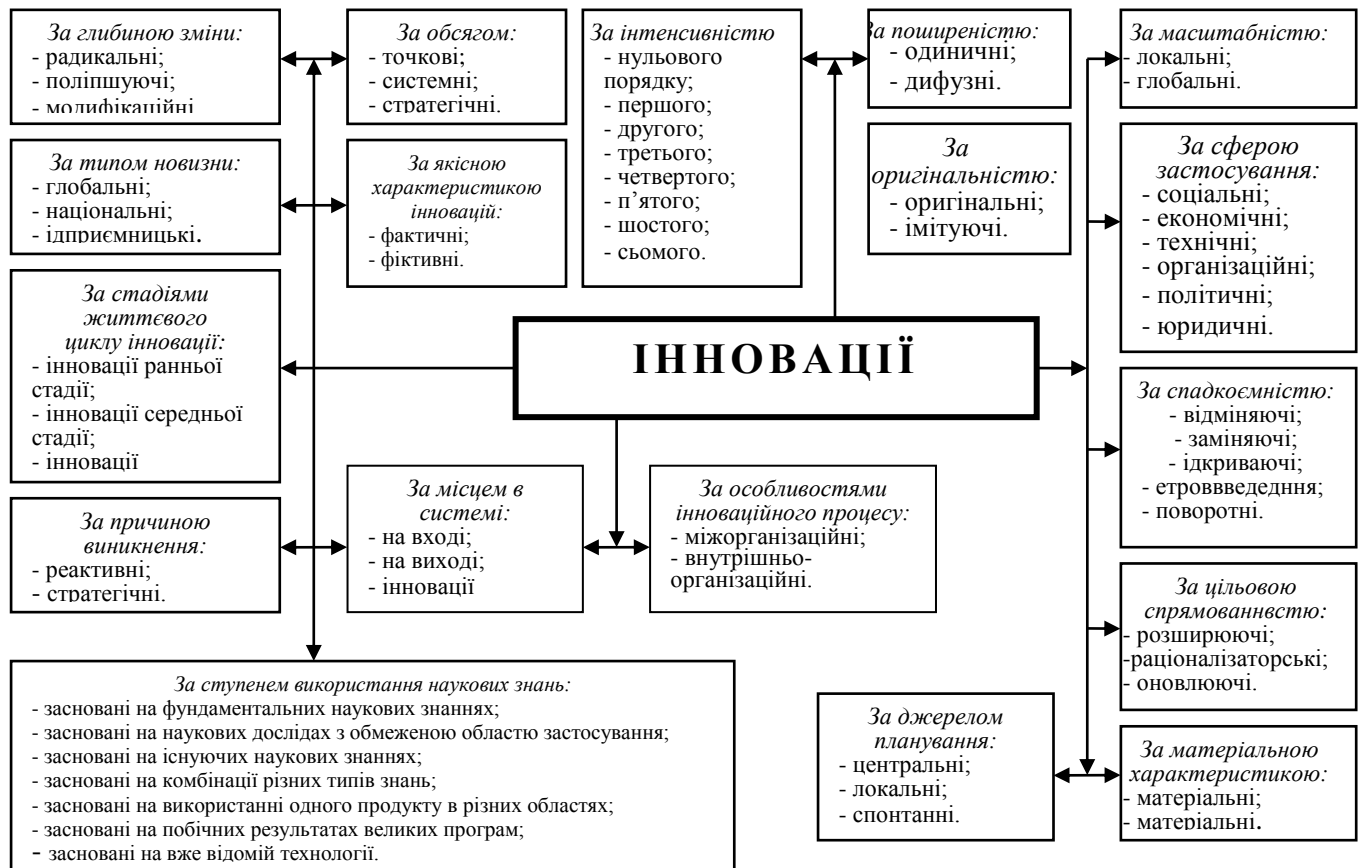 За глибиною зміни:
- радикальні;
- поліпшуючі;
- модифікаційні
За обсягом:
- точкові;
- системні;
- стратегічні.
За інтенсивністю
- нульового
порядку;
- першого;
- другого;
- третього;
- четвертого;
- п’ятого;
- шостого;
- сьомого.
За поширеністю:
- одиничні;
- дифузні.
За масштабністю:
- локальні;
- глобальні.
За типом новизни:
- глобальні;
- національні;
- ідприємницькі.
За якісною
характеристикою
інновацій:
- фактичні;
- фіктивні.
За
оригінальністю:
- оригінальні;
- імітуючі.
За сферою
застосування:
- соціальні;
- економічні;
- технічні;
- організаційні;
- політичні;
- юридичні.
За стадіями
життєвого
циклу інновації:
- інновації ранньої
стадії;
- інновації середньої
стадії;
- інновації
ІННОВАЦІЇ
За спадкоємністю:
- відміняючі;
- заміняючі;
- ідкриваючі;
- етроввведедння;
- поворотні.
За причиною
виникнення:
- реактивні;
- стратегічні.
За місцем в
системі:
- на вході;
- на виході;
- інновації
За особливостями
інноваційного процесу:
- міжорганізаційні;
- внутрішньо-
організаційні.
За цільовою
спрямованнвстю:
- розширюючі;
-раціоналізаторські;
- оновлюючі.
За ступенем використання наукових знань:
- засновані на фундаментальних наукових знаннях;
- засновані на наукових дослідах з обмеженою областю застосування;
- засновані на існуючих наукових знаннях;
- засновані на комбінації різних типів знань;
- засновані на використанні одного продукту в різних областях;
- засновані на побічних результатах великих програм;
- засновані на вже відомій технології.
За джерелом
планування:
- центральні;
- локальні;
- спонтанні.
За матеріальною
характеристикою:
- матеріальні;
- матеріальні.